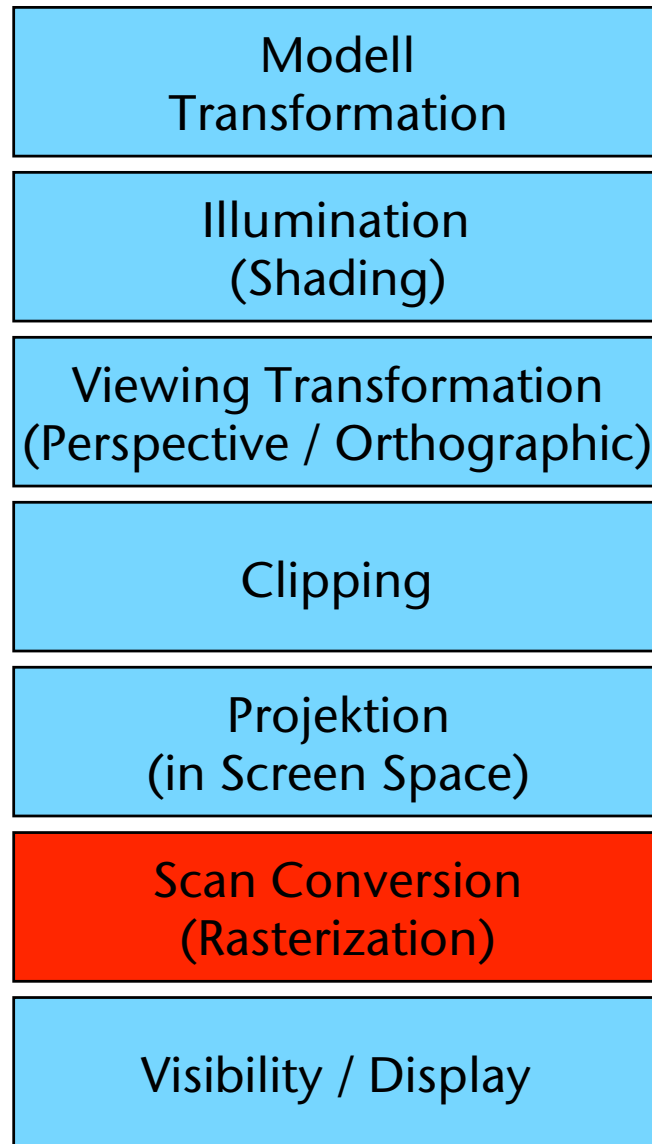 Modell
Transformation
Illumination
(Shading)
Viewing Transformation
(Perspective / Orthographic)
Clipping
Projektion
(in Screen Space)
Scan Conversion
(Rasterization)
Visibility / Display